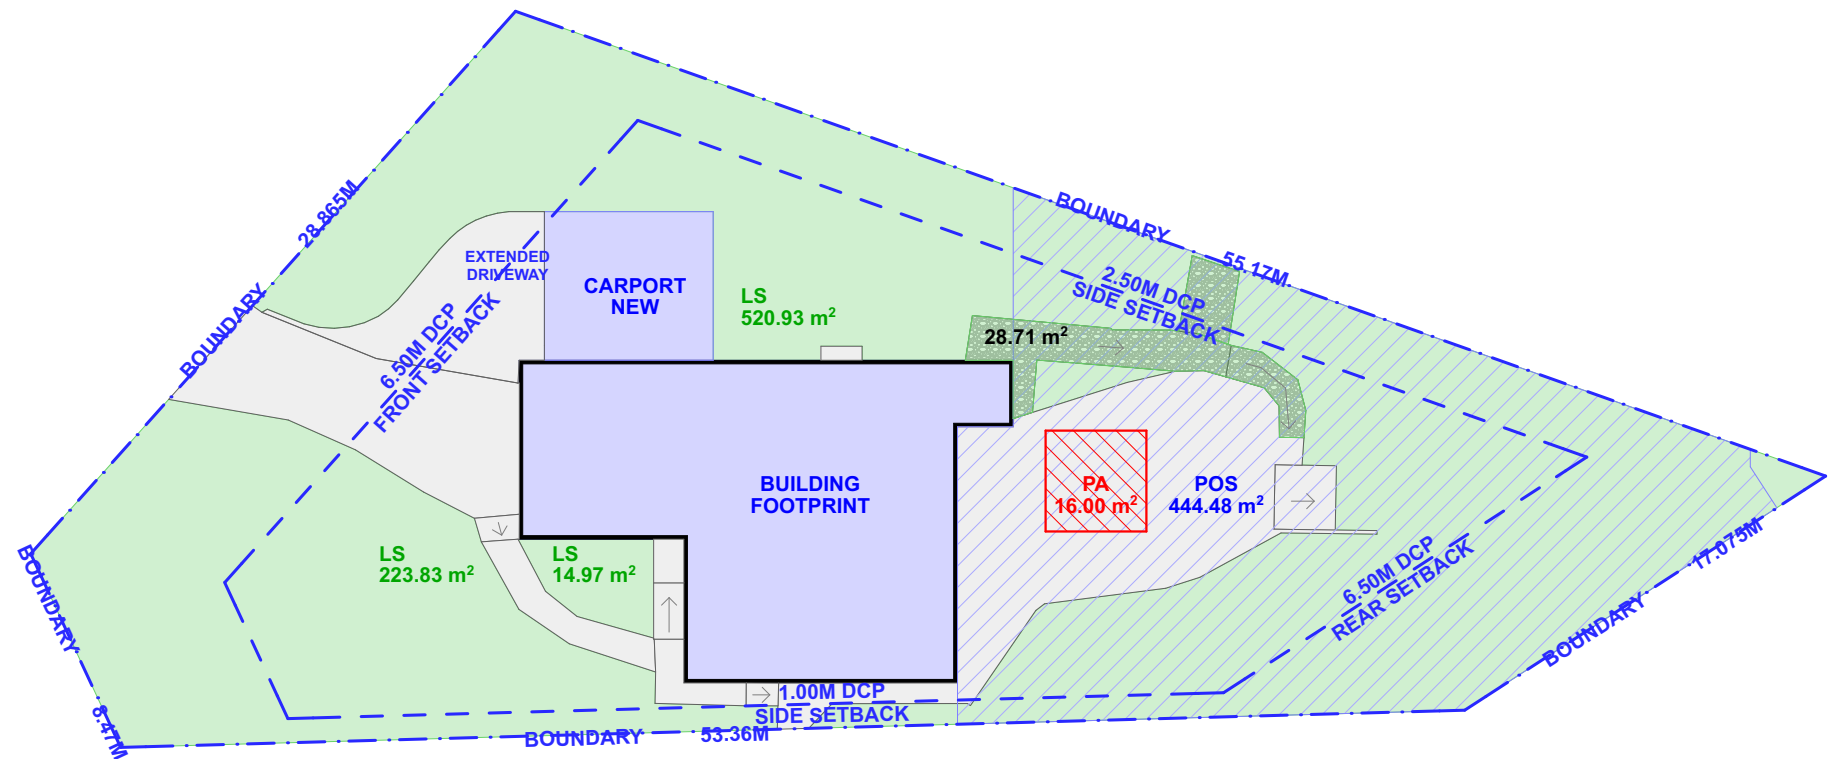 BOUNDARY
28.865M
BOUNDARY
55.17M
2.50M DCP
SIDE SETBACK
EXTENDED
DRIVEWAY
CARPORT
NEW
LS
520.93 m²
28.71 m²
BOUNDARY
6.50M DCP
FRONT SETBACK
BUILDING
FOOTPRINT
PA
16.00 m²
POS
444.48 m²
LS
223.83 m²
LS
14.97 m²
6.50M DCP
REAR SETBACK
17.075M
BOUNDARY
BOUNDARY
8.47M
1.00M DCP
SIDE SETBACK
BOUNDARY
53.36M